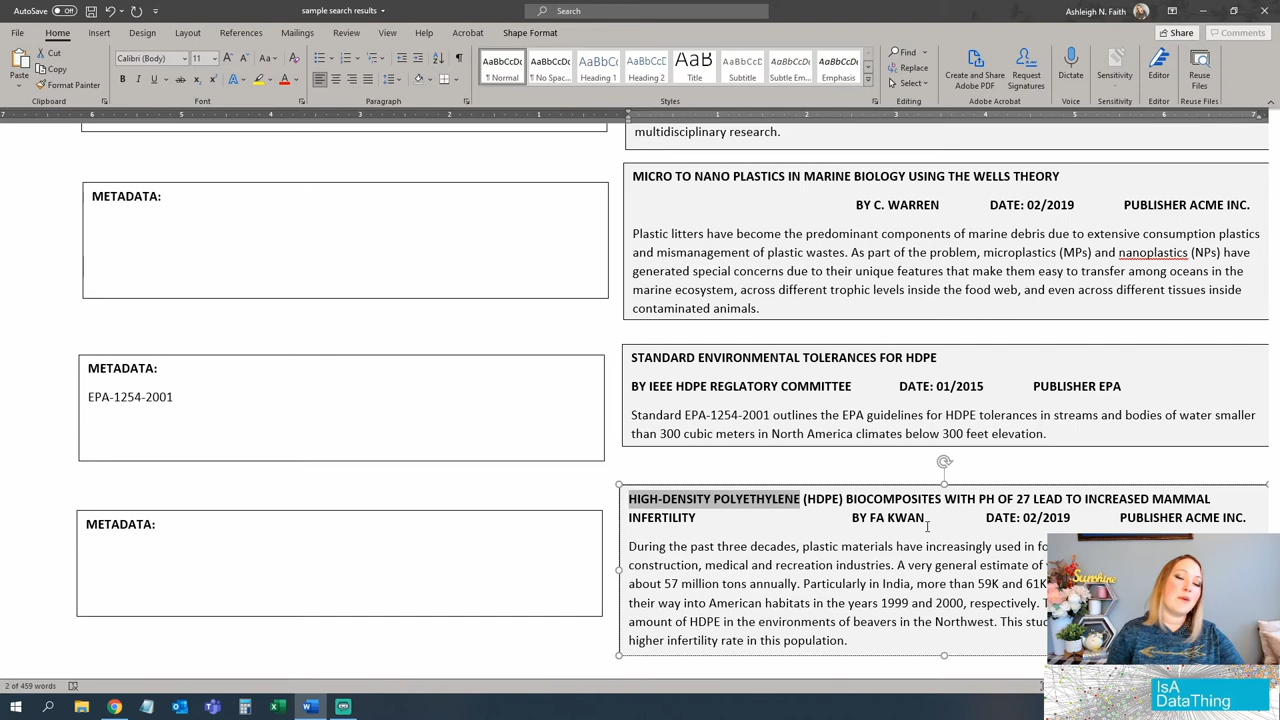 AutoSave Off
sample search results
Search
Ashleigh N. Faith
File Home Insert Design Layout References Mailings Review View Help Acrobat Shape Format
Share Comments
Paste
Cut
Copy
Format Painter
Clipboard
Calibri (Body) 11
Font
Paragraph
AaBbCcDc AaBbCcDc AaBbC( AaBbCcC AaB AaBbCcD AaBbCcDc AaBbCcDc
¶ Normal ¶ No Spac... Heading 1 Heading 2 Title Subtitle Subtle Em... Emphasis
Styles
Find
Replace
Select
Editing
Create and Share
Adobe PDF
Request
Signatures
Adobe Acrobat
Dictate
Voice
Sensitivity
Sensitivity
Editor
Editor
Reuse
Files
Reuse Files
multidisciplinary research.
METADATA:
MICRO TO NANO PLASTICS IN MARINE BIOLOGY USING THE WELLS THEORY
BY C. WARREN DATE: 02/2019 PUBLISHER ACME INC.
Plastic litters have become the predominant components of marine debris due to extensive consumption plastics
and mismanagement of plastic wastes. As part of the problem, microplastics (MPs) and nanoplastics (NPs) have
generated special concerns due to their unique features that make them easy to transfer among oceans in the
marine ecosystem, across different trophic levels inside the food web, and even across different tissues inside
contaminated animals.
METADATA:
EPA-1254-2001
STANDARD ENVIRONMENTAL TOLERANCES FOR HDPE
BY IEEE HDPE REGLATORY COMMITTEE DATE: 01/2015 PUBLISHER EPA
Standard EPA-1254-2001 outlines the EPA guidelines for HDPE tolerances in streams and bodies of water smaller
than 300 cubic meters in North America climates below 300 feet elevation.
METADATA:
HIGH-DENSITY POLYETHYLENE (HDPE) BIOCOMPOSITES WITH PH OF 27 LEAD TO INCREASED MAMMAL
INFERTILITY BY FA KWAN DATE: 02/2019 PUBLISHER ACME INC.
During the past three decades, plastic materials have increasingly used in
construction, medical and recreation industries. A very general estimate of
about 57 million tons annually. Particularly in India, more than 59K and 61K
their way into American habitats in the years 1999 and 2000, respectively.
amount of HDPE in the environments of beavers in the Northwest. This
higher infertility rate in this population.
Sunshine
IsA
DataThing
2 of 459 words